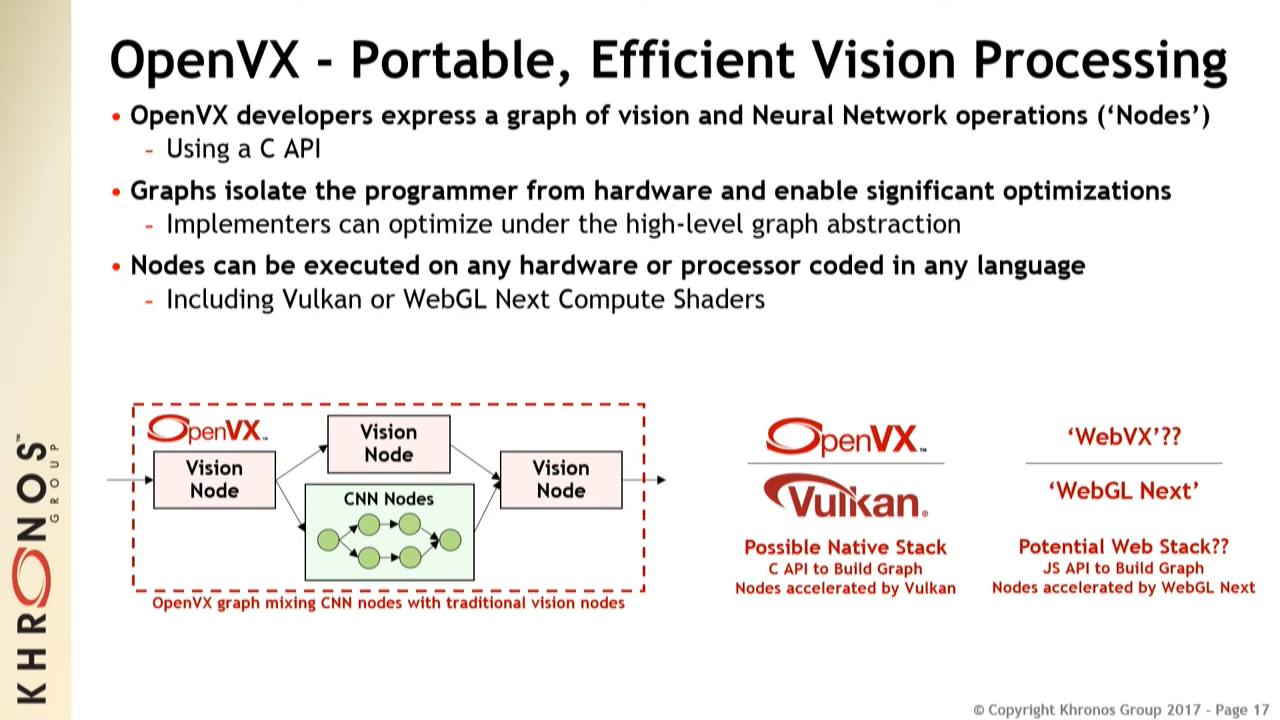 OpenVX - Portable, Efficient Vision Processing
• OpenVX developers express a graph of vision and Neural Network operations (‘Nodes’)
- Using a C API
• Graphs isolate the programmer from hardware and enable significant optimizations
- Implementers can optimize under the high-level graph abstraction
• Nodes can be executed on any hardware or processor coded in any language
- Including Vulkan or WebGL Next Compute Shaders
OpenVX™
Vision
Node
Vision
Node
CNN Nodes
Vision
Node
OpenVX graph mixing CNN nodes with traditional vision nodes
OpenVX™
Vulkan®
Possible Native Stack
C API to Build Graph
Nodes accelerated by Vulkan
‘WebVX’??
‘WebGL Next’
Potential Web Stack??
JS API to Build Graph
Nodes accelerated by WebGL Next
KHRONOS™
GROUP
© Copyright Khronos Group 2017 - Page 17